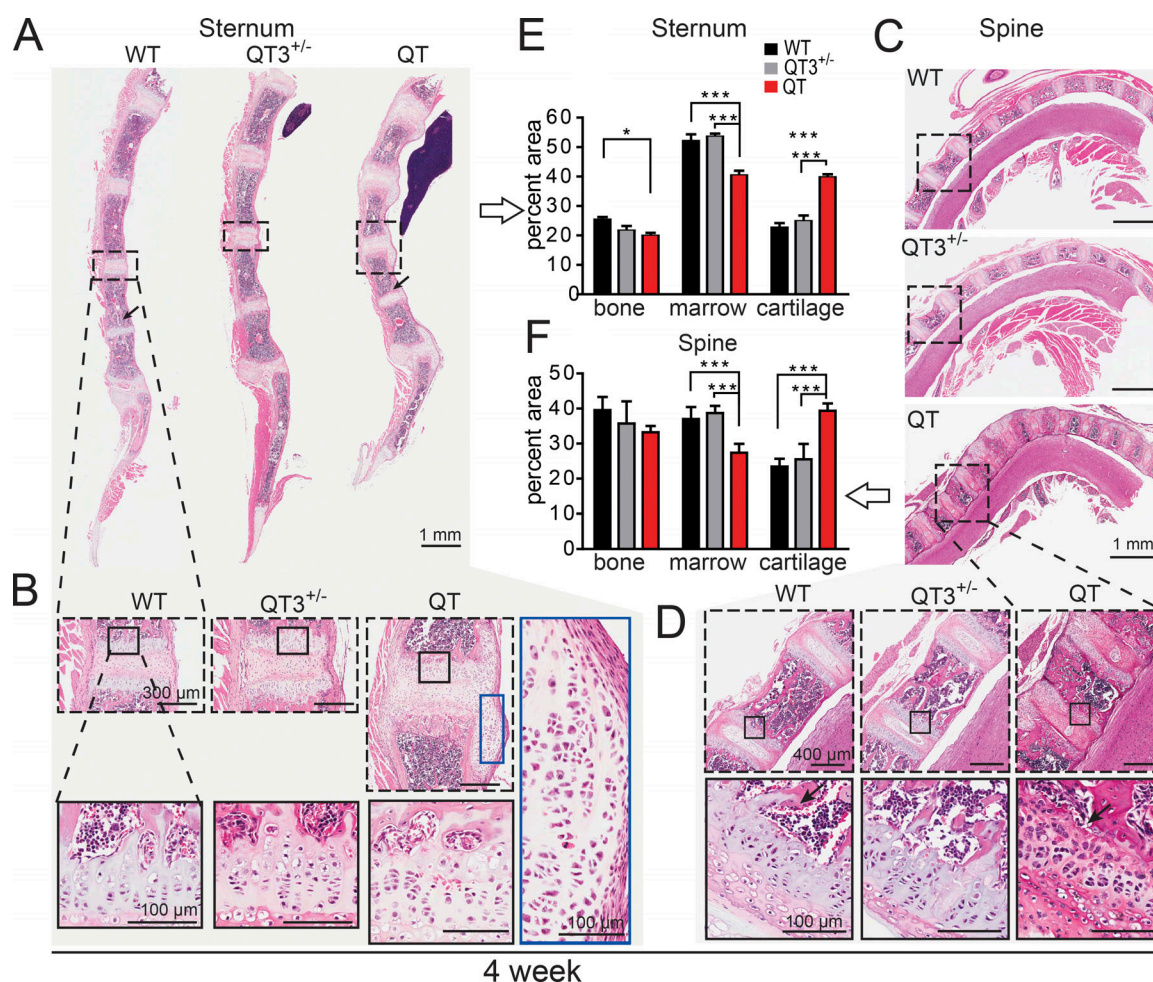 A
Sternum
WT
QT3+/-
QT
1 mm
B
WT
QT3+/-
QT
300 µm
100 µm
100 µm
E
Sternum
WT
QT3+/-
QT
percent area
60
50
40
30
20
10
0
*
***
***
***
***
bone marrow cartilage
F
Spine
percent area
40
30
20
10
0
***
***
***
***
bone marrow cartilage
C
Spine
WT
QT3+/-
QT
1 mm
D
WT
QT3+/-
QT
400 µm
100 µm
4 week